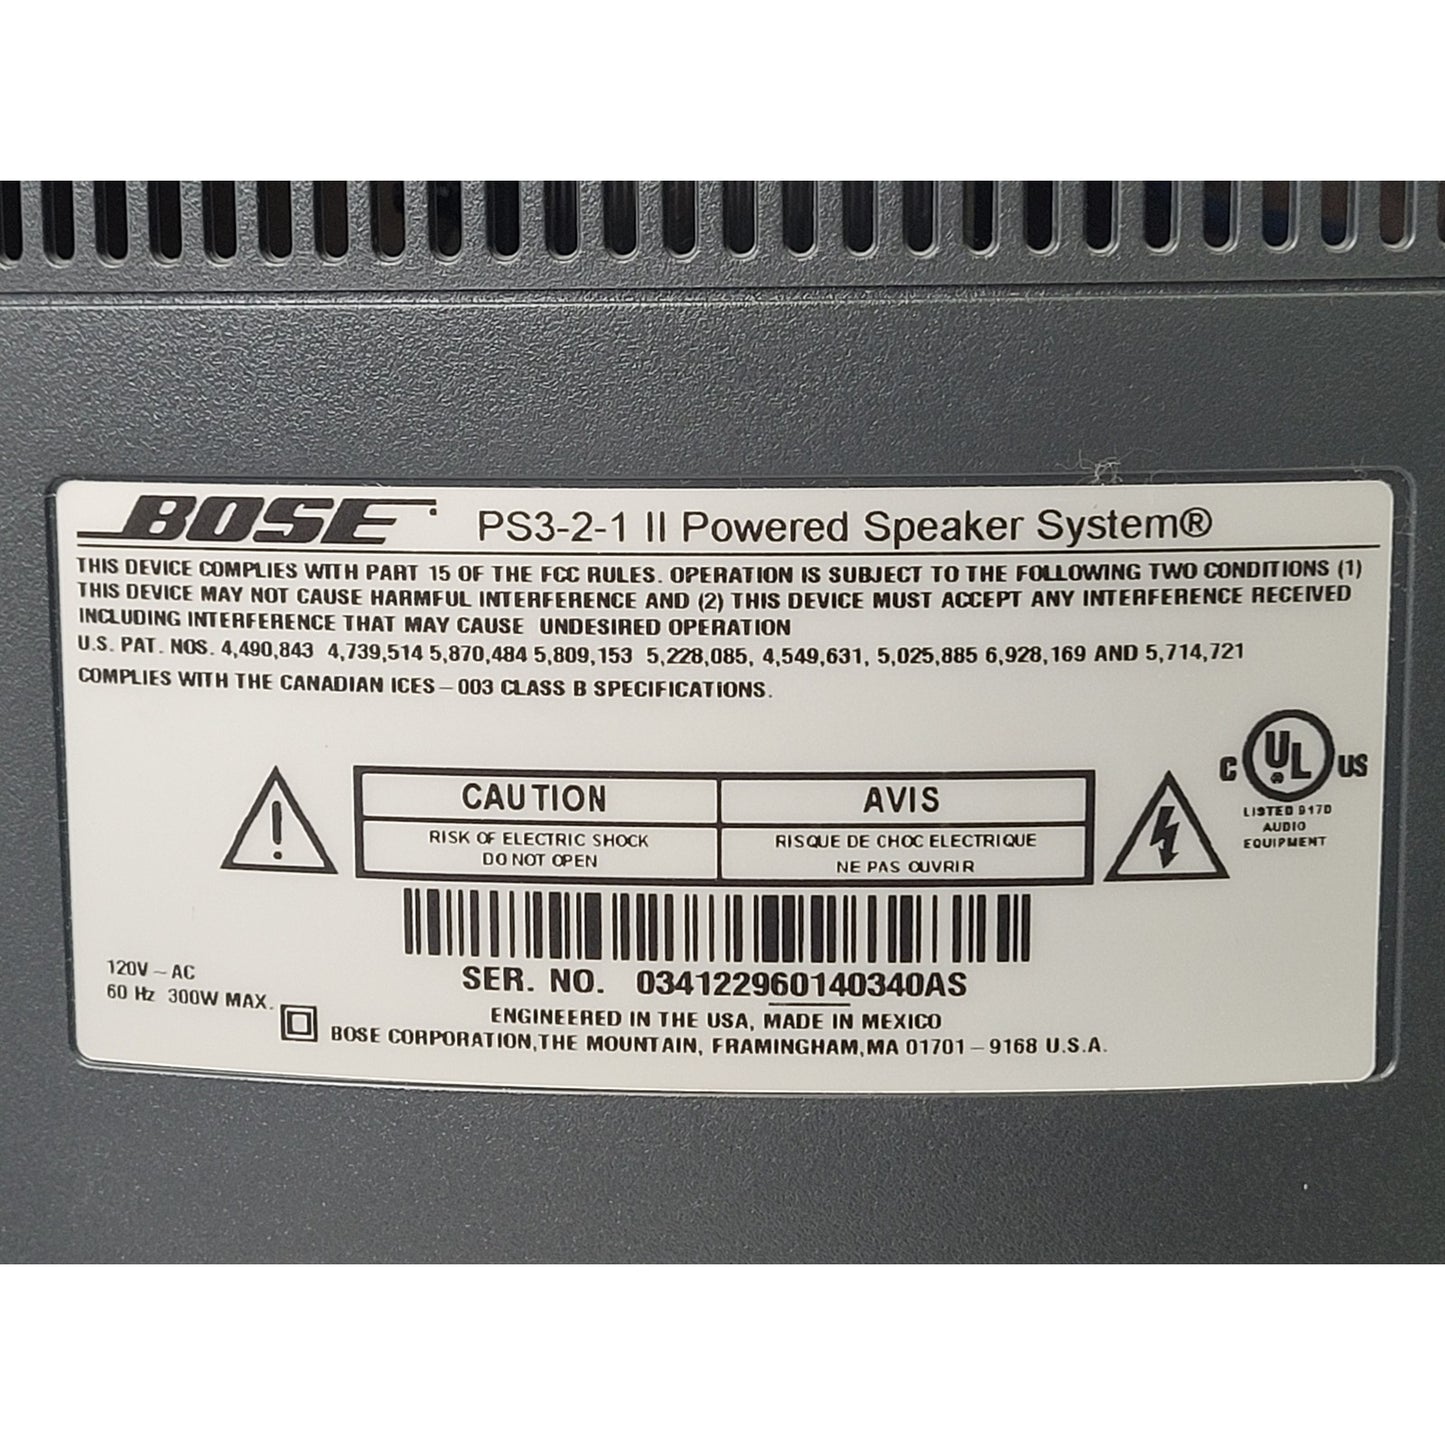 BOSE PS3-2-1 II Powered Speaker System®
THIS DEVICE COMPLIES WITH PART 15 OF THE FCC RULES. OPERATION IS SUBJECT TO THE FOLLOWING TWO CONDITIONS (1)
THIS DEVICE MAY NOT CAUSE HARMFUL INTERFERENCE AND (2) THIS DEVICE MUST ACCEPT ANY INTERFERENCE RECEIVED
INCLUDING INTERFERENCE THAT MAY CAUSE UNDESIRED OPERATION
U.S. PAT. NOS. 4,490,843 4,739,514 5,870,484 5,809,153 5,228,085, 4,549,631, 5,025,885 6,928,169 AND 5,714,721
COMPLIES WITH THE CANADIAN ICES-003 CLASS B SPECIFICATIONS.
C UL US
LISTED 917D
AUDIO
EQUIPMENT
CAUTION
RISK OF ELECTRIC SHOCK
DO NOT OPEN
AVIS
RISQUE DE CHOC ELECTRIQUE
NE PAS OUVRIR
120V ~ AC
60 Hz 300W MAX.
SER. NO. 034122960140340AS
ENGINEERED IN THE USA, MADE IN MEXICO
BOSE CORPORATION,THE MOUNTAIN, FRAMINGHAM,MA 01701-9168 U.S.A.